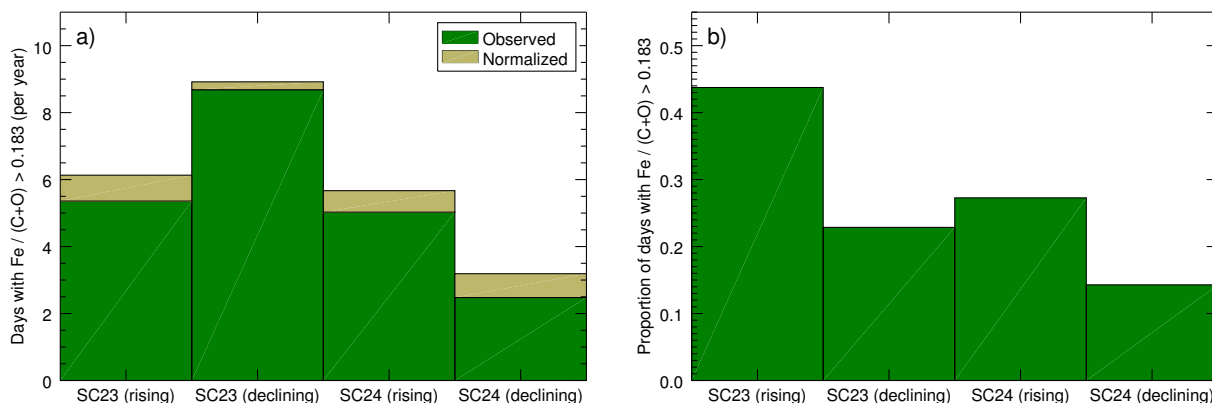 a)
Observed
Normalized
Days with Fe / (C+O) > 0.183 (per year)
10
8
6
4
2
0
SC23 (rising)
SC23 (declining)
SC24 (rising)
SC24 (declining)
b)
Proportion of days with Fe / (C+O) > 0.183
0.5
0.4
0.3
0.2
0.1
0.0
SC23 (rising)
SC23 (declining)
SC24 (rising)
SC24 (declining)